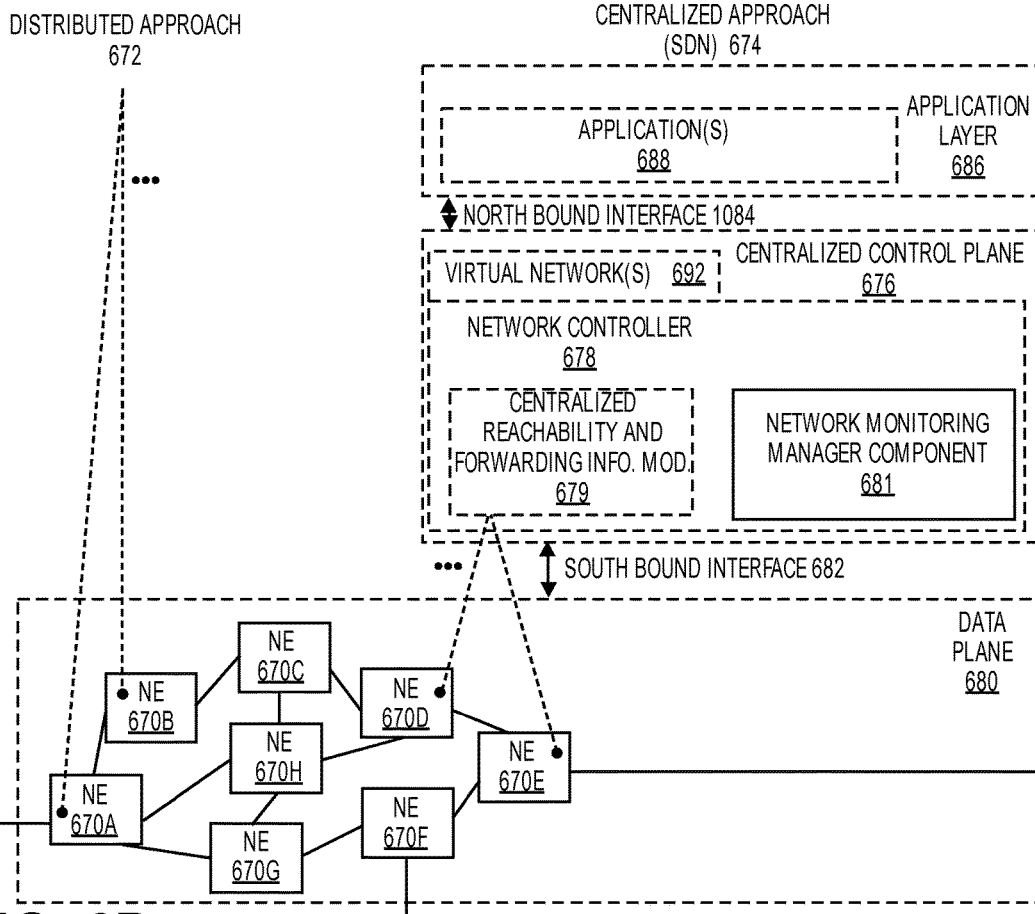 DISTRIBUTED APPROACH
672
CENTRALIZED APPROACH
(SDN) 674
APPLICATION(S)
688
APPLICATION
LAYER
686
NORTH BOUND INTERFACE 1084
VIRTUAL NETWORK(S) 692
CENTRALIZED CONTROL PLANE
676
NETWORK CONTROLLER
678
CENTRALIZED
REACHABILITY AND
FORWARDING INFO. MOD.
679
NETWORK MONITORING
MANAGER COMPONENT
681
SOUTH BOUND INTERFACE 682
DATA
PLANE
680
NE
670C
NE
670B
NE
670D
NE
670H
NE
670E
NE
670A
NE
670F
NE
670G